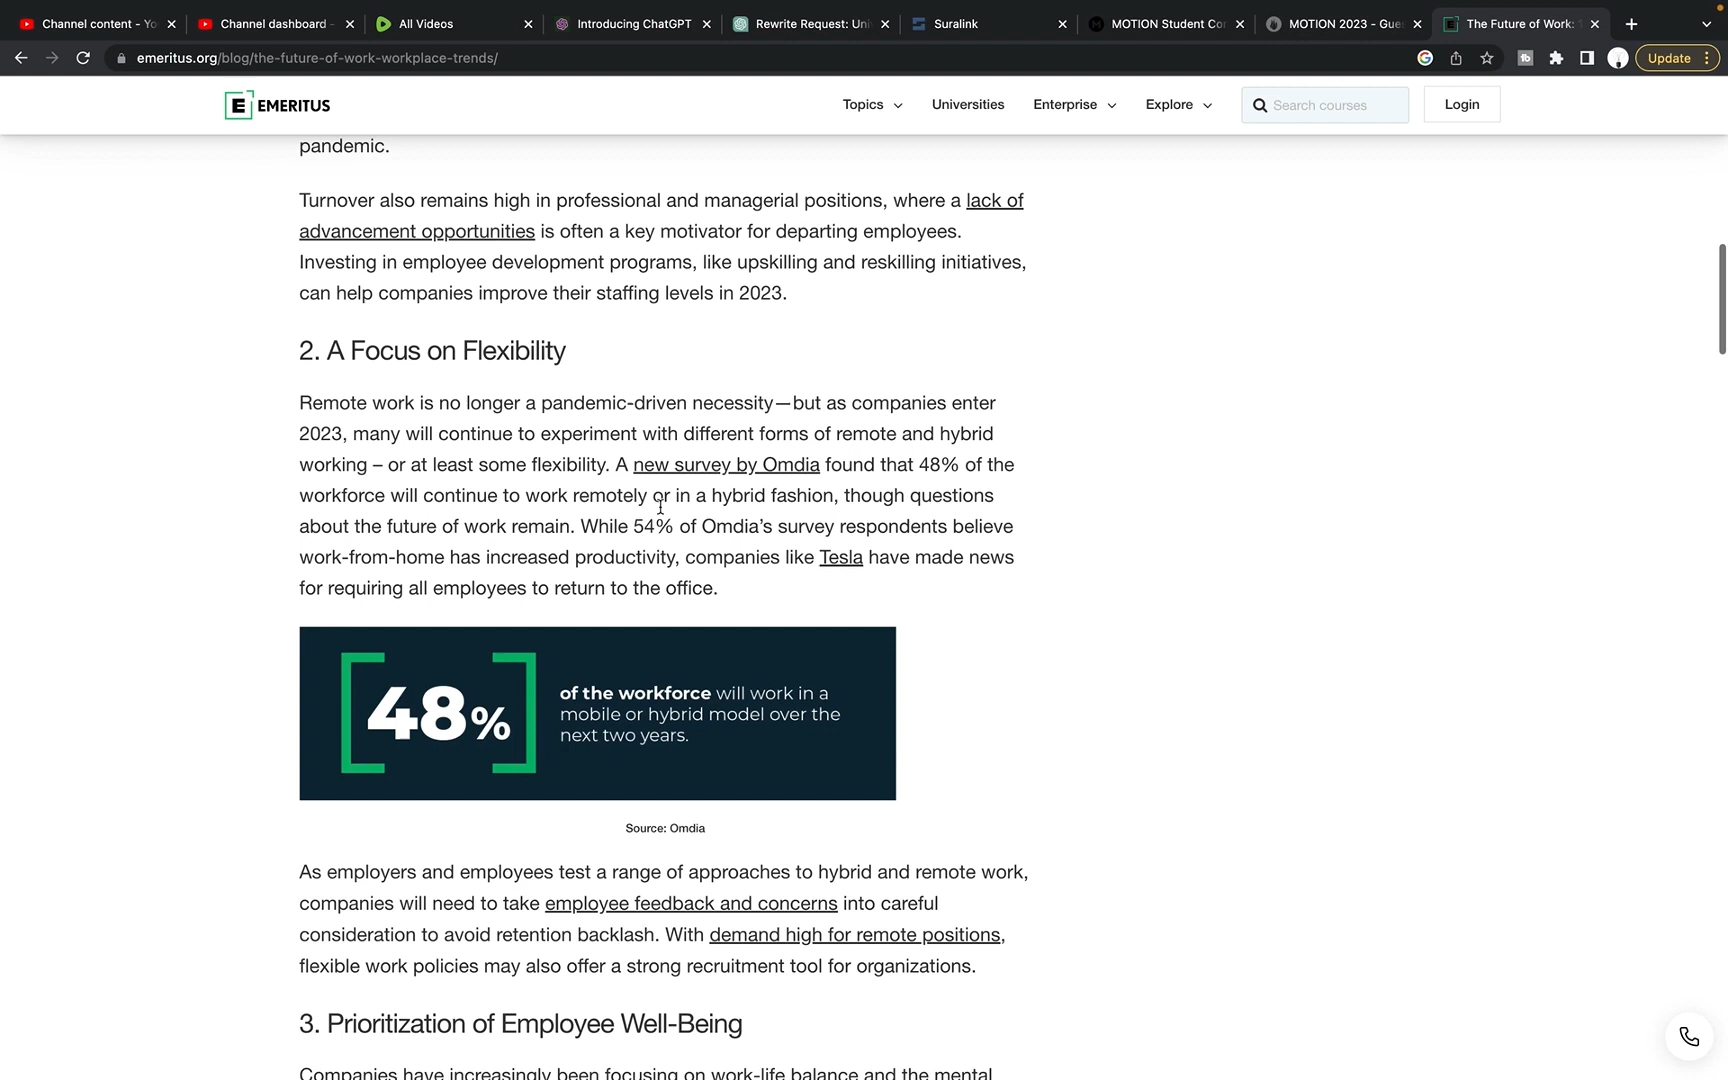 Channel content - Yo
Channel dashboard -
All Videos
Introducing ChatGPT
Rewrite Request: Uni
Suralink
MOTION Student Co
MOTION 2023 - Gue
The Future of Work:
emeritus.org/blog/the-future-of-work-workplace-trends/
Update
E EMERITUS
Topics
Universities
Enterprise
Explore
Search courses
Login
pandemic.
Turnover also remains high in professional and managerial positions, where a lack of
advancement opportunities is often a key motivator for departing employees.
Investing in employee development programs, like upskilling and reskilling initiatives,
can help companies improve their staffing levels in 2023.
2. A Focus on Flexibility
Remote work is no longer a pandemic-driven necessity—but as companies enter
2023, many will continue to experiment with different forms of remote and hybrid
working – or at least some flexibility. A new survey by Omdia found that 48% of the
workforce will continue to work remotely or in a hybrid fashion, though questions
about the future of work remain. While 54% of Omdia’s survey respondents believe
work-from-home has increased productivity, companies like Tesla have made news
for requiring all employees to return to the office.
48%
of the workforce will work in a
mobile or hybrid model over the
next two years.
Source: Omdia
As employers and employees test a range of approaches to hybrid and remote work,
companies will need to take employee feedback and concerns into careful
consideration to avoid retention backlash. With demand high for remote positions,
flexible work policies may also offer a strong recruitment tool for organizations.
3. Prioritization of Employee Well-Being
Companies have increasingly been focusing on work-life balance and the mental